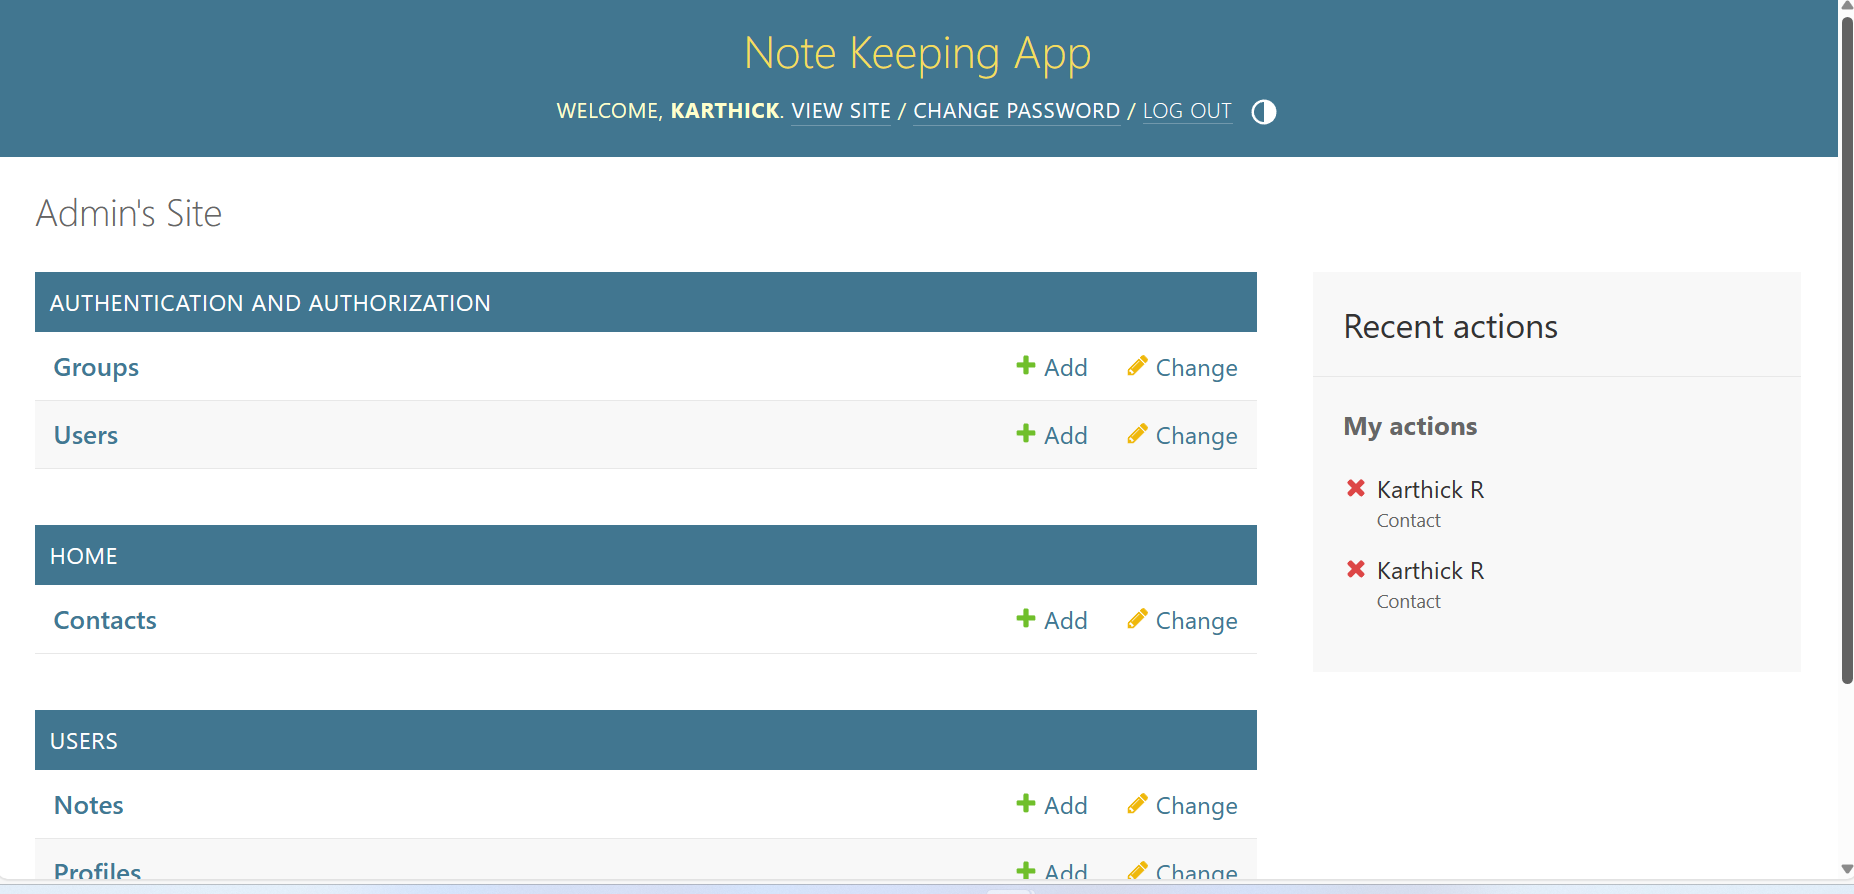 Note Keeping App
WELCOME, KARTHICK. VIEW SITE / CHANGE PASSWORD / LOG OUT
Admin's Site
AUTHENTICATION AND AUTHORIZATION
Groups Add Change
Users Add Change
HOME
Contacts Add Change
USERS
Notes Add Change
Profiles Add Change
Recent actions
My actions
Karthick R
Contact
Karthick R
Contact